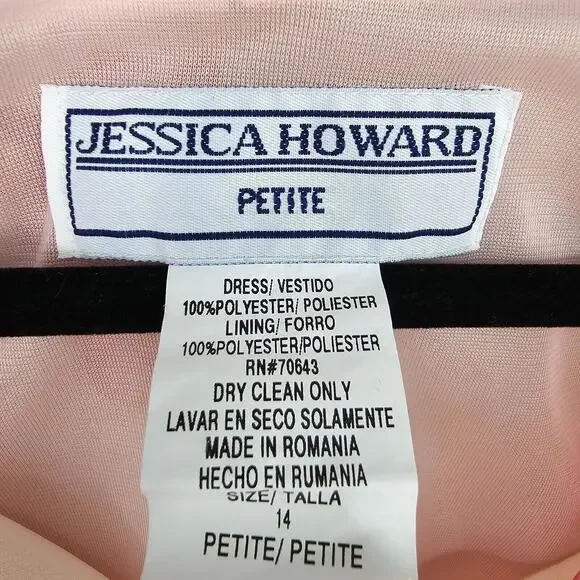 JESSICA HOWARD
PETITE
DRESS/ VESTIDO
100%POLYESTER/ POLIESTER
LINING/ FORRO
100%POLYESTER/POLIESTER
RN#70643
DRY CLEAN ONLY
LAVAR EN SECO SOLAMENTE
MADE IN ROMANIA
HECHO EN RUMANIA
SIZE/ TALLA
14
PETITE/ PETITE